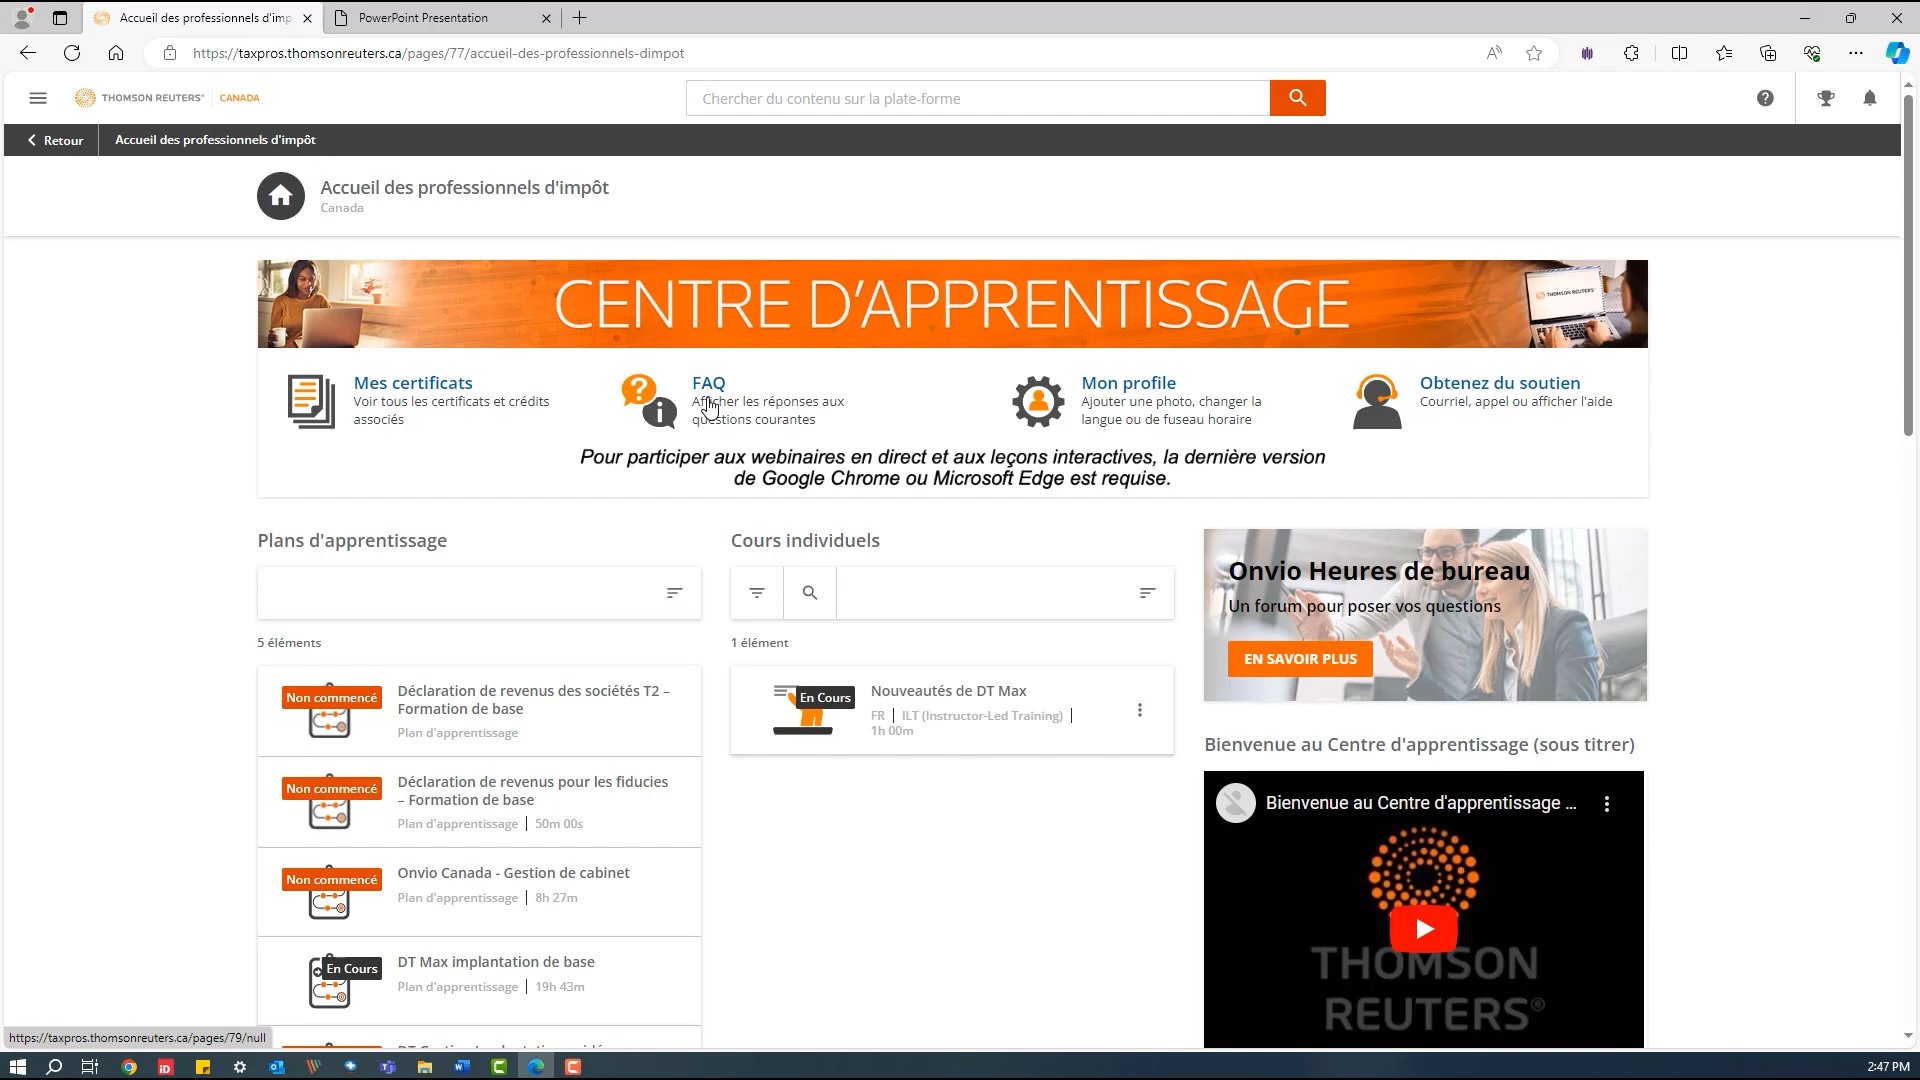 Accueil des professionnels d'imp
PowerPoint Presentation
https://taxpros.thomsonreuters.ca/pages/77/accueil-des-professionnels-dimpot
THOMSON REUTERS® CANADA
Chercher du contenu sur la plate-forme
Retour Accueil des professionnels d'impôt
Accueil des professionnels d'impôt
Canada
CENTRE D'APPRENTISSAGE
THOMSON REUTERS
Mes certificats
Voir tous les certificats et crédits
associés
FAQ
Afficher les réponses aux
questions courantes
Mon profile
Ajouter une photo, changer la
langue ou de fuseau horaire
Obtenez du soutien
Courriel, appel ou afficher l'aide
Pour participer aux webinaires en direct et aux leçons interactives, la dernière version
de Google Chrome ou Microsoft Edge est requise.
Plans d'apprentissage
5 éléments
Non commencé
Déclaration de revenus des sociétés T2 –
Formation de base
Plan d'apprentissage
Non commencé
Déclaration de revenus pour les fiducies
– Formation de base
Plan d'apprentissage | 50m 00s
Non commencé
Onvio Canada - Gestion de cabinet
Plan d'apprentissage | 8h 27m
En Cours
DT Max implantation de base
Plan d'apprentissage | 19h 43m
Cours individuels
1 élément
En Cours
Nouveautés de DT Max
FR | ILT (Instructor-Led Training) |
1h 00m
Onvio Heures de bureau
Un forum pour poser vos questions
EN SAVOIR PLUS
Bienvenue au Centre d'apprentissage (sous titrer)
Bienvenue au Centre d'apprentissage ...
THOMSON
REUTERS®
https://taxpros.thomsonreuters.ca/pages/79/null
2:47 PM